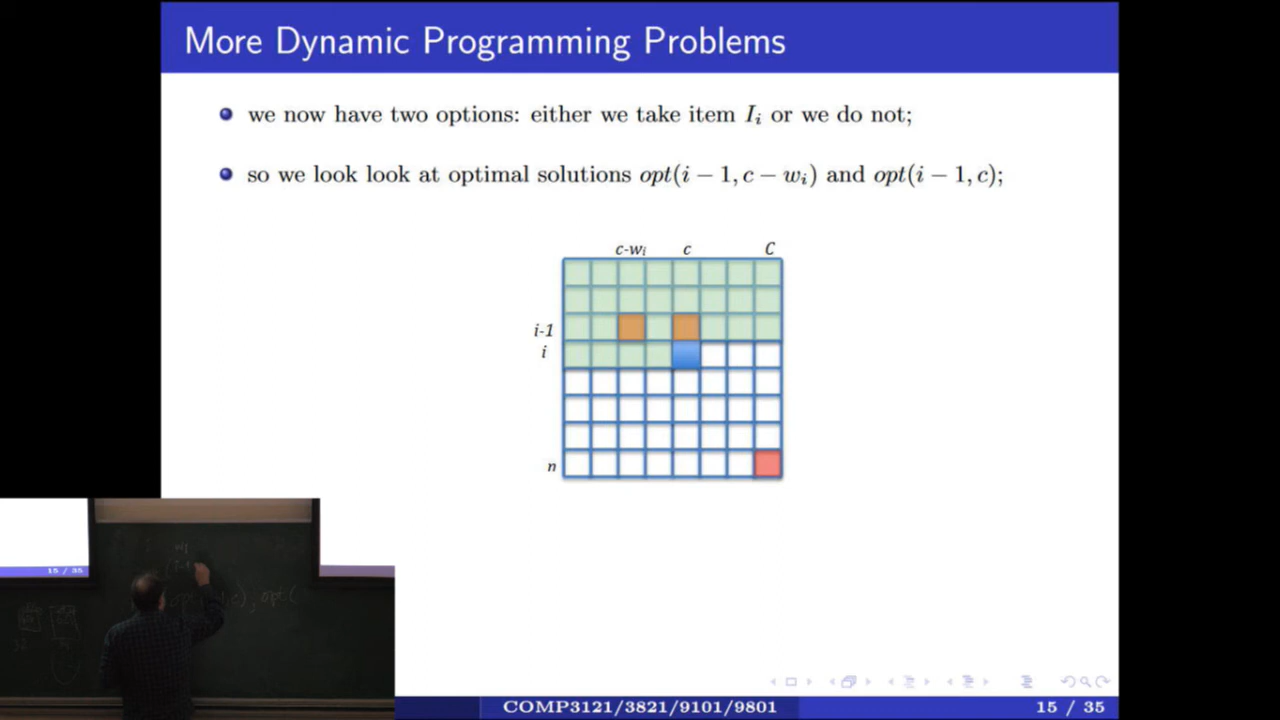 More Dynamic Programming Problems
we now have two options: either we take item Iᵢ or we do not;
so we look look at optimal solutions opt(i − 1, c − wᵢ) and opt(i − 1, c);
c-wᵢ c C
i-1
i
n
15 / 35
opt(
COMP3121/3821/9101/9801 15 / 35